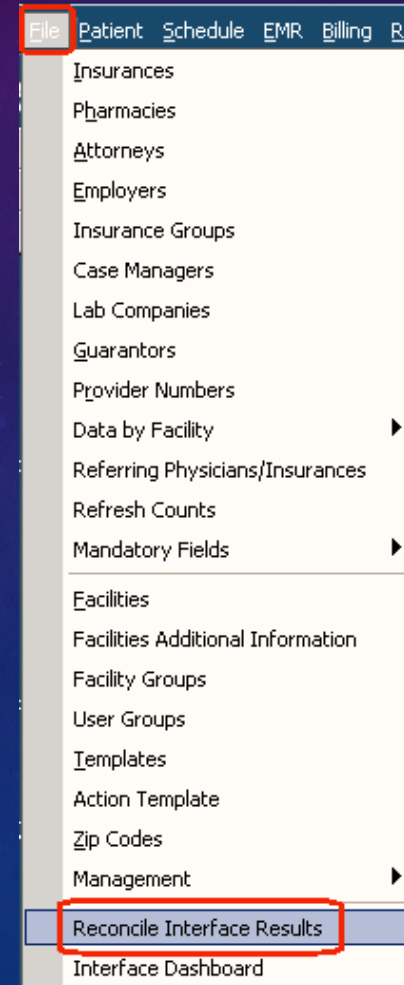 File Patient Schedule EMR Billing R
Insurances
Pharmacies
Attorneys
Employers
Insurance Groups
Case Managers
Lab Companies
Guarantors
Provider Numbers
Data by Facility
Referring Physicians/Insurances
Refresh Counts
Mandatory Fields
Facilities
Facilities Additional Information
Facility Groups
User Groups
Templates
Action Template
Zip Codes
Management
Reconcile Interface Results
Interface Dashboard